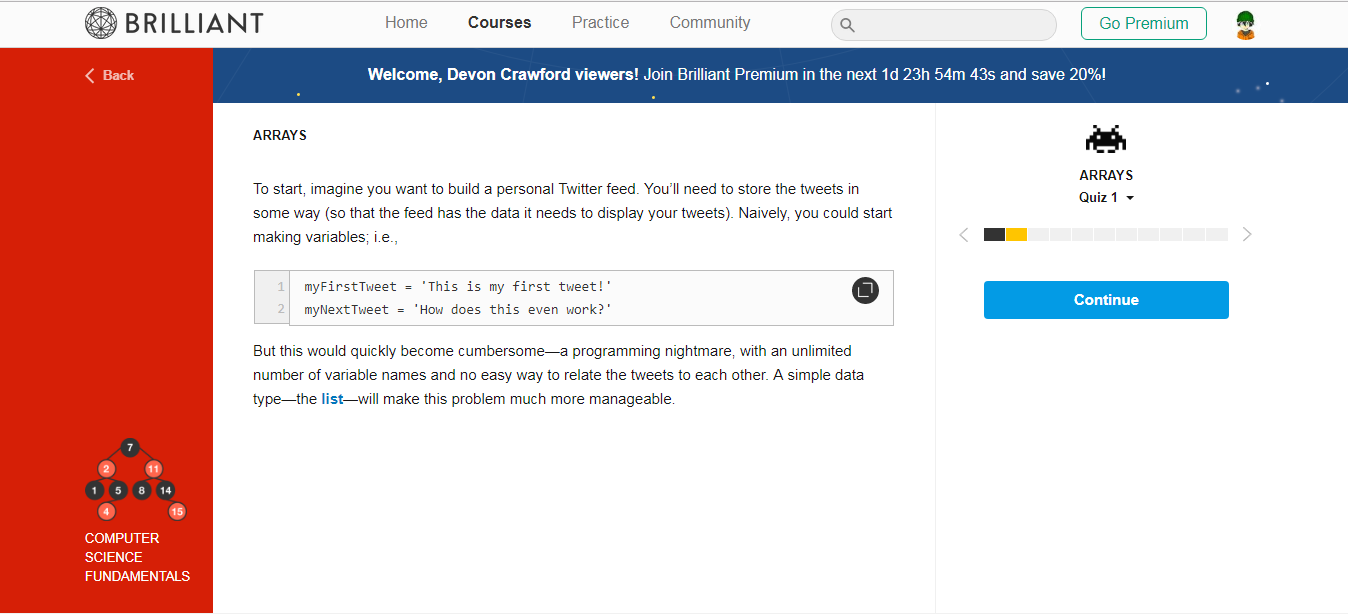 BRILLIANT
Home Courses Practice Community
Go Premium
Back
Welcome, Devon Crawford viewers! Join Brilliant Premium in the next 1d 23h 54m 43s and save 20%!
ARRAYS
To start, imagine you want to build a personal Twitter feed. You’ll need to store the tweets in
some way (so that the feed has the data it needs to display your tweets). Naively, you could start
making variables; i.e.,
1 myFirstTweet = 'This is my first tweet!'
2 myNextTweet = 'How does this even work?'
But this would quickly become cumbersome—a programming nightmare, with an unlimited
number of variable names and no easy way to relate the tweets to each other. A simple data
type—the list—will make this problem much more manageable.
ARRAYS
Quiz 1
Continue
7
2 11
1 5 8 14
4 15
COMPUTER
SCIENCE
FUNDAMENTALS